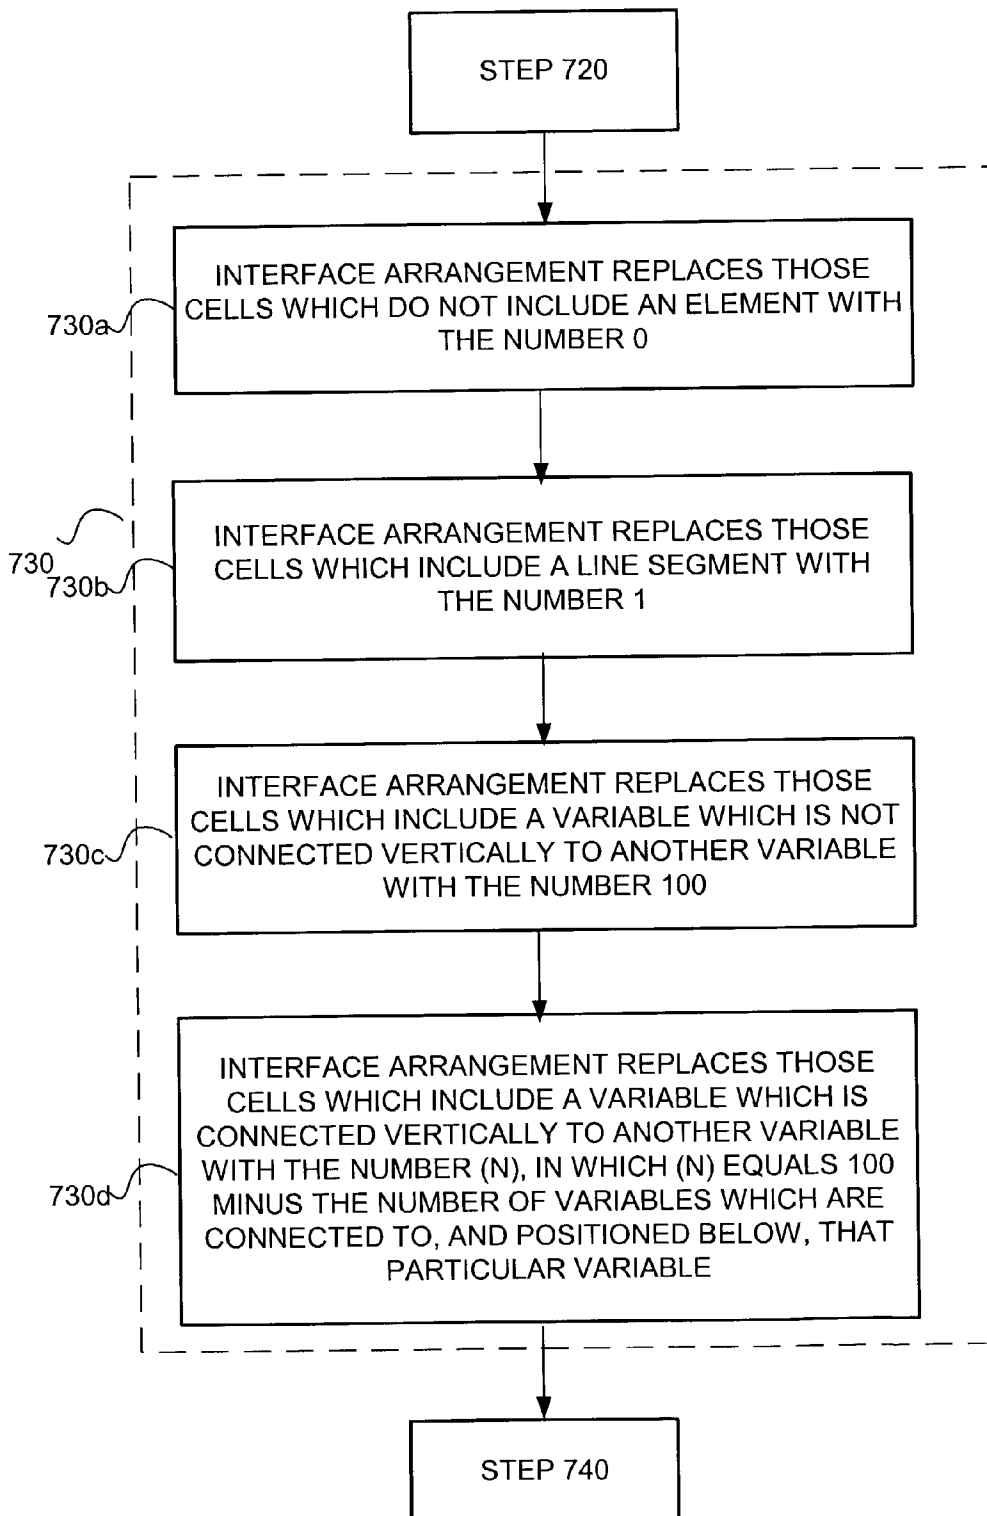 STEP 720
INTERFACE ARRANGEMENT REPLACES THOSE
CELLS WHICH DO NOT INCLUDE AN ELEMENT WITH
THE NUMBER 0
730a
INTERFACE ARRANGEMENT REPLACES THOSE
CELLS WHICH INCLUDE A LINE SEGMENT WITH
THE NUMBER 1
730
730b
INTERFACE ARRANGEMENT REPLACES THOSE
CELLS WHICH INCLUDE A VARIABLE WHICH IS NOT
CONNECTED VERTICALLY TO ANOTHER VARIABLE
WITH THE NUMBER 100
730c
INTERFACE ARRANGEMENT REPLACES THOSE
CELLS WHICH INCLUDE A VARIABLE WHICH IS
CONNECTED VERTICALLY TO ANOTHER VARIABLE
WITH THE NUMBER (N), IN WHICH (N) EQUALS 100
MINUS THE NUMBER OF VARIABLES WHICH ARE
CONNECTED TO, AND POSITIONED BELOW, THAT
PARTICULAR VARIABLE
730d
STEP 740